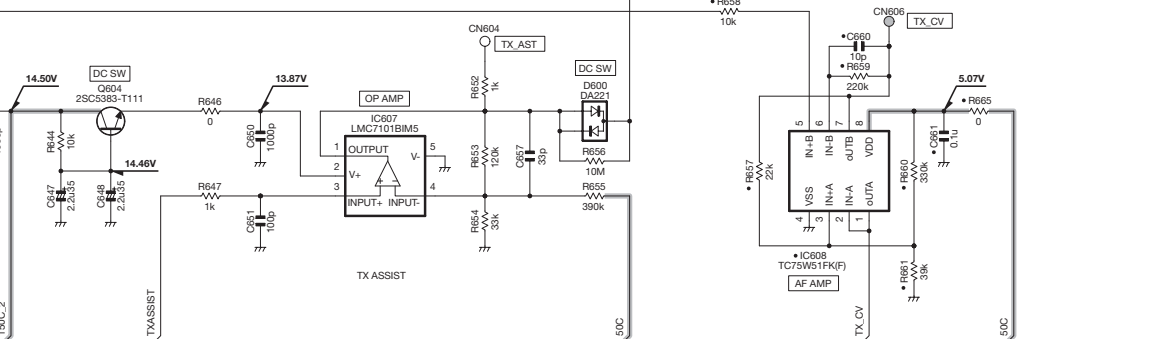 R658
10k
CN604
TX_AST
CN606
TX_CV
C660
10p
R659
220k
14.50V
DC SW
Q604
2SC5383-T111
R646
0
13.87V
C650
1000p
R644
10k
14.46V
C647
2.2u35
C648
2.2u35
R647
1k
C651
100p
OP AMP
IC607
LMC7101BIM5
1
OUTPUT
2
V+
3
INPUT+
5
V-
4
INPUT-
R652
1k
R653
120k
R654
33k
C657
33p
DC SW
D600
DA221
R656
10M
R655
390k
TX ASSIST
TXASSIST
150C_2
50C
R657
22k
5
IN+B
6
IN-B
7
oUTB
8
VDD
VSS
4
IN+A
3
IN-A
2
oUTA
1
IC608
TC75W51FK(F)
AF AMP
TX_CV
R660
330k
R661
39k
5.07V
C661
0.1u
R665
0
50C